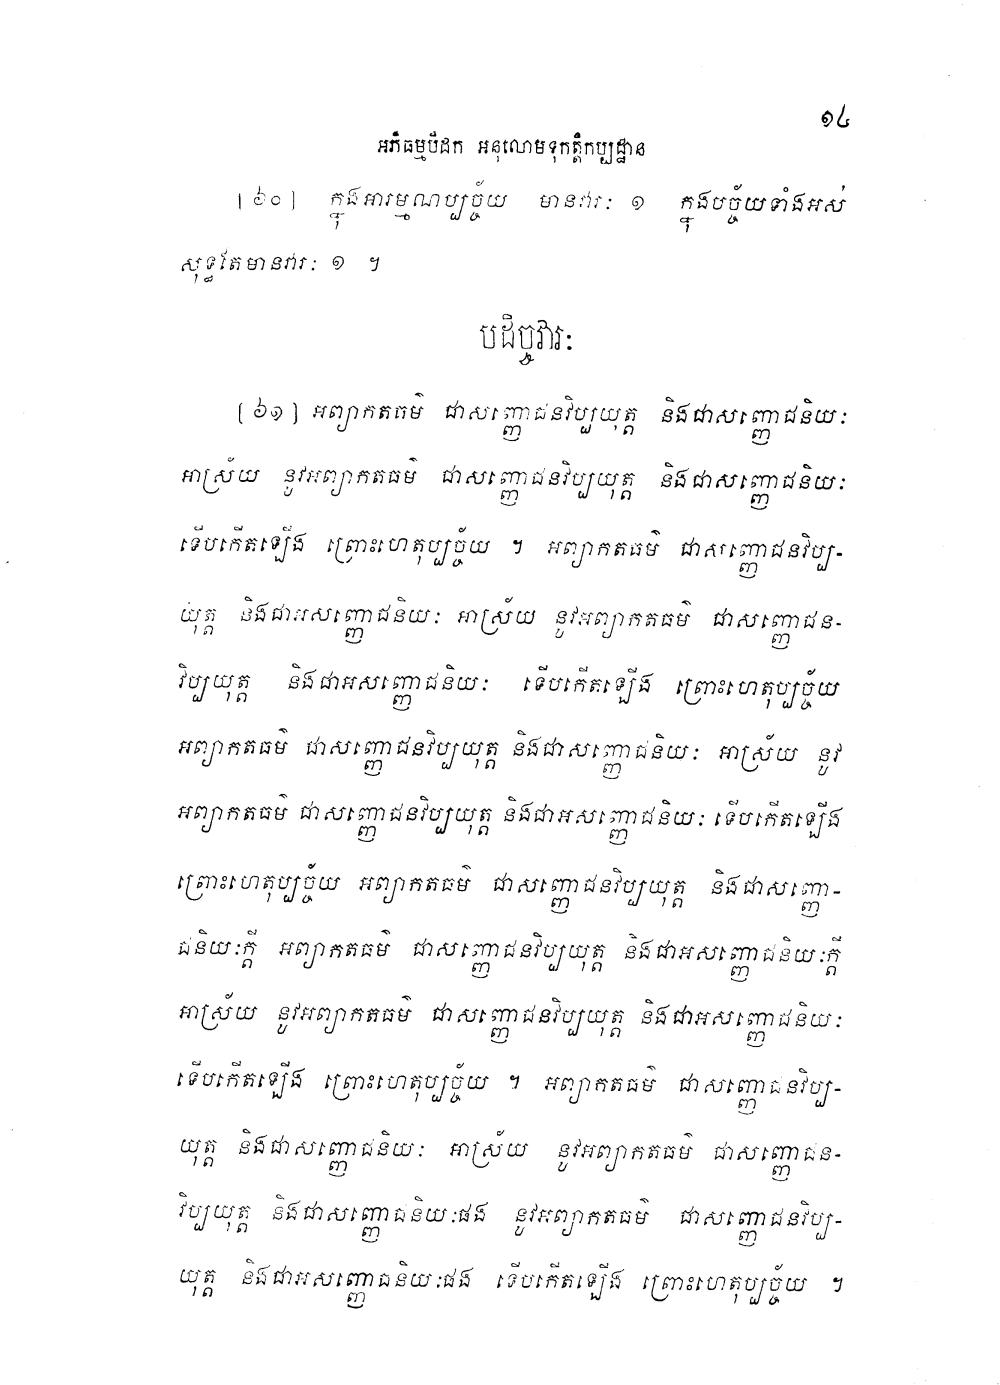 ១៤
អភិធម្មបិដក អនុលោមទុកត្តិកប្បដ្ឋាន
[៦០] ក្នុងអារម្មណប្បច្ច័យ មានវារៈ ១ ក្នុងបច្ច័យទាំងអស់
សុទ្ធតែមានវារៈ ១ ។
បដិច្ចវារៈ
[៦១] អព្យាកតធម៌ ជាសញ្ញោជនវិប្បយុត្ត និងជាសញ្ញោជនិយៈ
អាស្រ័យ នូវអព្យាកតធម៌ ជាសញ្ញោជនវិប្បយុត្ត និងជាសញ្ញោជនិយៈ
ទើបកើតឡើង ព្រោះហេតុប្បច្ច័យ ។ អព្យាកតធម៌ ជាសញ្ញោជនវិប្ប-
យុត្ត និងជាអសញ្ញោជនិយៈ អាស្រ័យ នូវអព្យាកតធម៌ ជាសញ្ញោជន-
វិប្បយុត្ត និងជាអសញ្ញោជនិយៈ ទើបកើតឡើង ព្រោះហេតុប្បច្ច័យ
អព្យាកតធម៌ ជាសញ្ញោជនវិប្បយុត្ត និងជាសញ្ញោជនិយៈ អាស្រ័យ នូវ
អព្យាកតធម៌ ជាសញ្ញោជនវិប្បយុត្ត និងជាអសញ្ញោជនិយៈ ទើបកើតឡើង
ព្រោះហេតុប្បច្ច័យ អព្យាកតធម៌ ជាសញ្ញោជនវិប្បយុត្ត និងជាសញ្ញោ-
ជនិយៈក្តី អព្យាកតធម៌ ជាសញ្ញោជនវិប្បយុត្ត និងជាអសញ្ញោជនិយៈក្តី
អាស្រ័យ នូវអព្យាកតធម៌ ជាសញ្ញោជនវិប្បយុត្ត និងជាអសញ្ញោជនិយៈ
ទើបកើតឡើង ព្រោះហេតុប្បច្ច័យ ។ អព្យាកតធម៌ ជាសញ្ញោជនវិប្ប-
យុត្ត និងជាសញ្ញោជនិយៈ អាស្រ័យ នូវអព្យាកតធម៌ ជាសញ្ញោជន-
វិប្បយុត្ត និងជាសញ្ញោជនិយៈផង នូវអព្យាកតធម៌ ជាសញ្ញោជនវិប្ប-
យុត្ត និងជាអសញ្ញោជនិយៈផង ទើបកើតឡើង ព្រោះហេតុប្បច្ច័យ ។